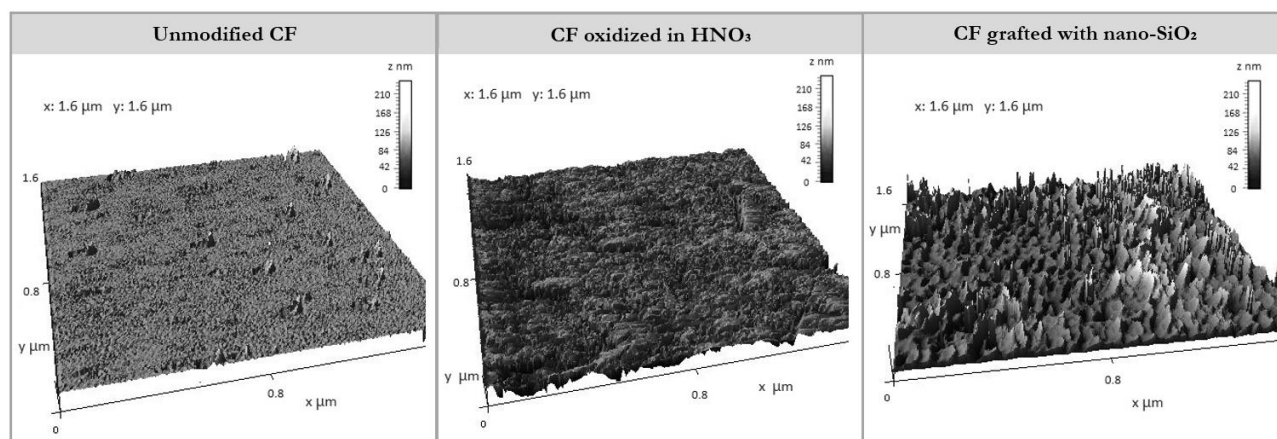 Unmodified CF
z nm
x: 1.6 µm y: 1.6 µm
210
168
126
84
42
0
1.6
0.8
y µm
0.8
x µm
0
CF oxidized in HNO₃
z nm
x: 1.6 µm y: 1.6 µm
210
168
126
84
42
0
1.6
0.8
y µm
0.8
x µm
0
CF grafted with nano-SiO₂
z nm
x: 1.6 µm y: 1.6 µm
210
168
126
84
42
0
1.6
y µm
0.8
0.8
0
x µm